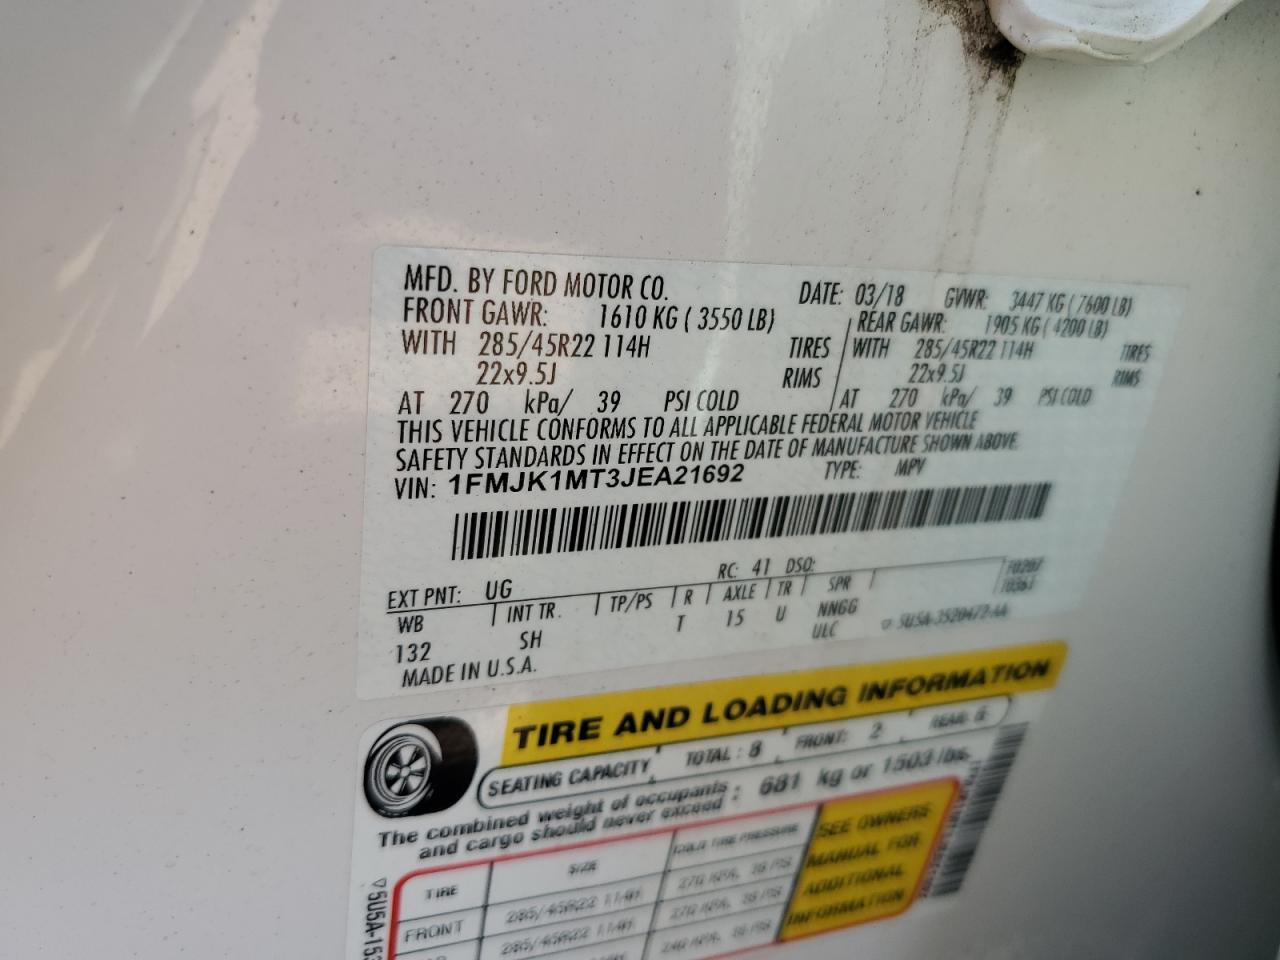 MFD. BY FORD MOTOR CO.
DATE: 03/18 GVWR: 3447 KG ( 7600 LB)
FRONT GAWR: 1610 KG ( 3550 LB) REAR GAWR: 1905 KG ( 4200 LB)
WITH 285/45R22 114H TIRES WITH 285/45R22 114H TIRES
22x9.5J RIMS 22x9.5J RIMS
AT 270 kPa/ 39 PSI COLD AT 270 kPa/ 39 PSI COLD
THIS VEHICLE CONFORMS TO ALL APPLICABLE FEDERAL MOTOR VEHICLE
SAFETY STANDARDS IN EFFECT ON THE DATE OF MANUFACTURE SHOWN ABOVE.
VIN: 1FMJK1MT3JEA21692 TYPE: MPV
EXT PNT: UG RC: 41 DSO:
WB INT TR. TP/PS R AXLE TR SPR
132 SH T 15 U NNGG
ULC
MADE IN U.S.A.
TIRE AND LOADING INFORMATION
SEATING CAPACITY TOTAL : 8 FRONT: 2 REAR: 6
The combined weight of occupants and cargo should never exceed : 681 kg or 1503 lbs.
TIRE SIZE COLD TIRE PRESSURE
FRONT 285/45R22 114H
285/45R22 114H
SEE OWNERS
MANUAL FOR
ADDITIONAL
INFORMATION